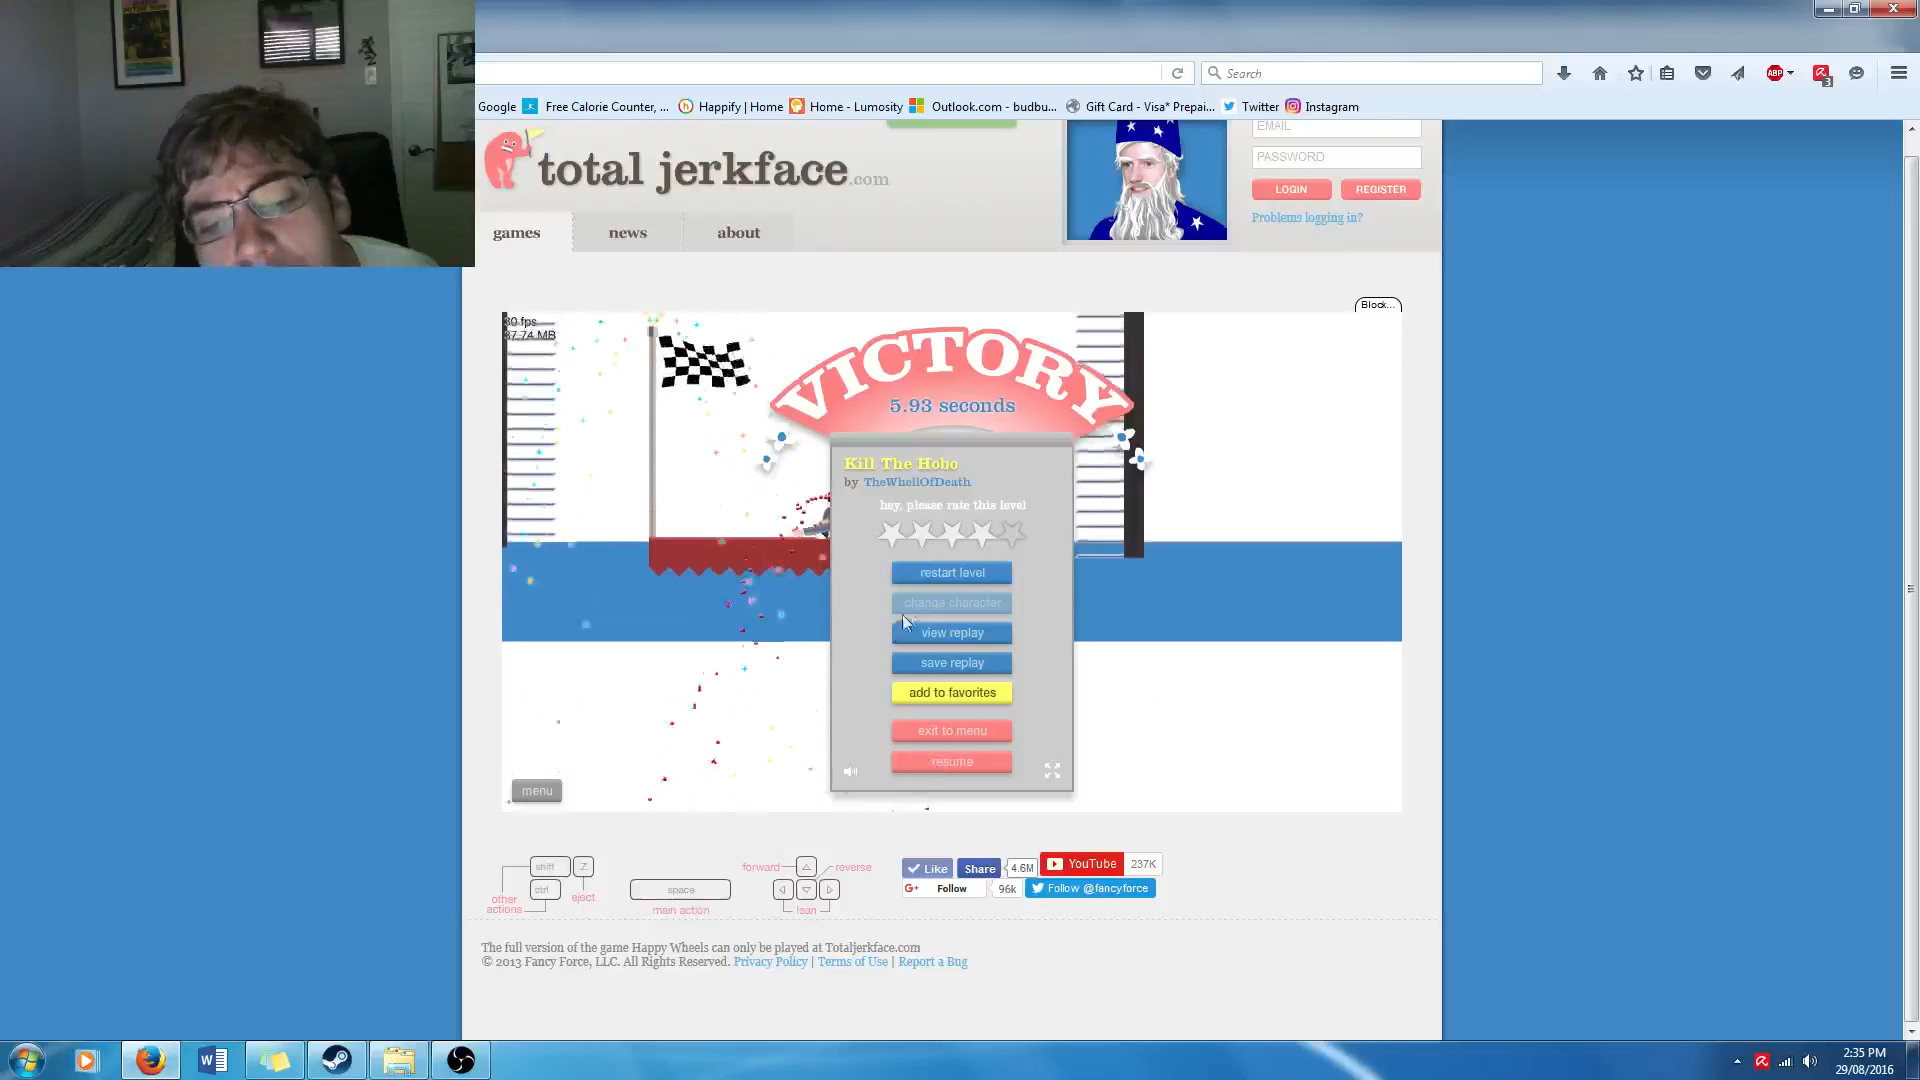 Search
ABP
3
Google
Free Calorie Counter, ...
Happify | Home
Home - Lumosity
Outlook.com - budbu...
Gift Card - Visa* Prepai...
Twitter
Instagram
total jerkface.com
EMAIL
PASSWORD
LOGIN
REGISTER
Problems logging in?
games
news
about
Block...
VICTORY
5.93 seconds
Kill The Hobo
by TheWhellOfDeath
hey, please rate this level
restart level
change character
view replay
save replay
add to favorites
exit to menu
resume
menu
shift
Z
ctrl
other
actions
eject
space
main action
forward
reverse
lean
Like
Share
4.6M
YouTube
237K
G+
Follow
96k
Follow @fancyforce
The full version of the game Happy Wheels can only be played at Totaljerkface.com
© 2013 Fancy Force, LLC. All Rights Reserved. Privacy Policy | Terms of Use | Report a Bug
2:35 PM
29/08/2016